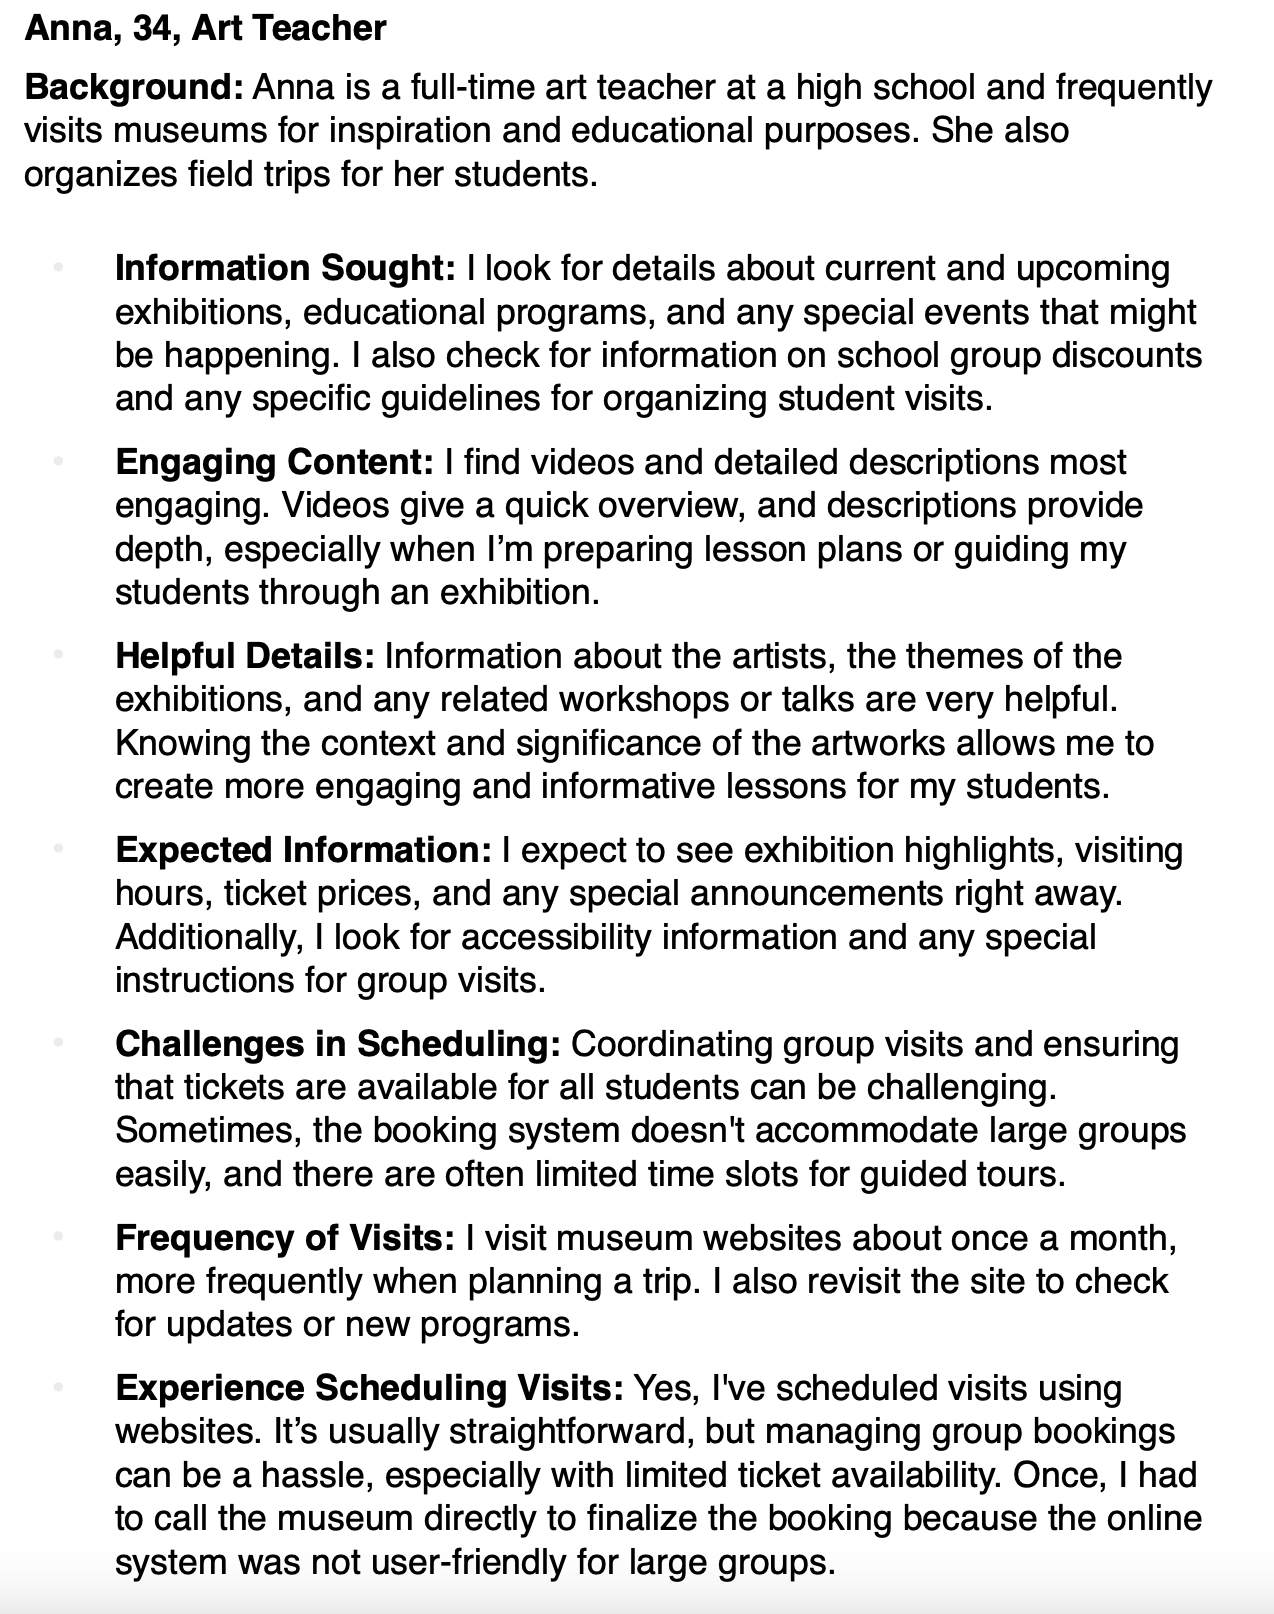 Anna, 34, Art Teacher
Background: Anna is a full-time art teacher at a high school and frequently
visits museums for inspiration and educational purposes. She also
organizes field trips for her students.
Information Sought: I look for details about current and upcoming
exhibitions, educational programs, and any special events that might
be happening. I also check for information on school group discounts
and any specific guidelines for organizing student visits.
Engaging Content: I find videos and detailed descriptions most
engaging. Videos give a quick overview, and descriptions provide
depth, especially when I’m preparing lesson plans or guiding my
students through an exhibition.
Helpful Details: Information about the artists, the themes of the
exhibitions, and any related workshops or talks are very helpful.
Knowing the context and significance of the artworks allows me to
create more engaging and informative lessons for my students.
Expected Information: I expect to see exhibition highlights, visiting
hours, ticket prices, and any special announcements right away.
Additionally, I look for accessibility information and any special
instructions for group visits.
Challenges in Scheduling: Coordinating group visits and ensuring
that tickets are available for all students can be challenging.
Sometimes, the booking system doesn't accommodate large groups
easily, and there are often limited time slots for guided tours.
Frequency of Visits: I visit museum websites about once a month,
more frequently when planning a trip. I also revisit the site to check
for updates or new programs.
Experience Scheduling Visits: Yes, I've scheduled visits using
websites. It’s usually straightforward, but managing group bookings
can be a hassle, especially with limited ticket availability. Once, I had
to call the museum directly to finalize the booking because the online
system was not user-friendly for large groups.